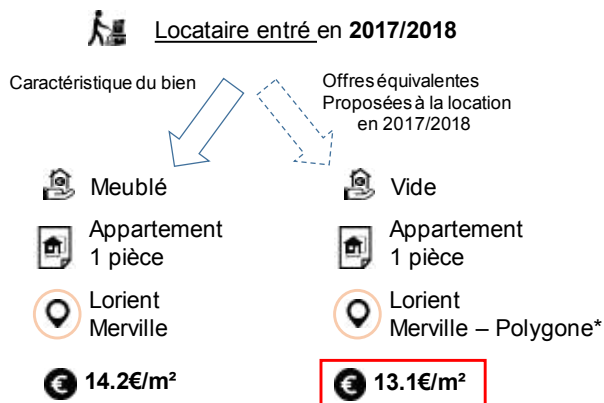 Locataire entré en 2017/2018
Caractéristique du bien
Offres équivalentes
Proposées à la location
en 2017/2018
Meublé
Appartement
1 pièce
Lorient
Merville
14.2€/m²
Vide
Appartement
1 pièce
Lorient
Merville – Polygone*
13.1€/m²